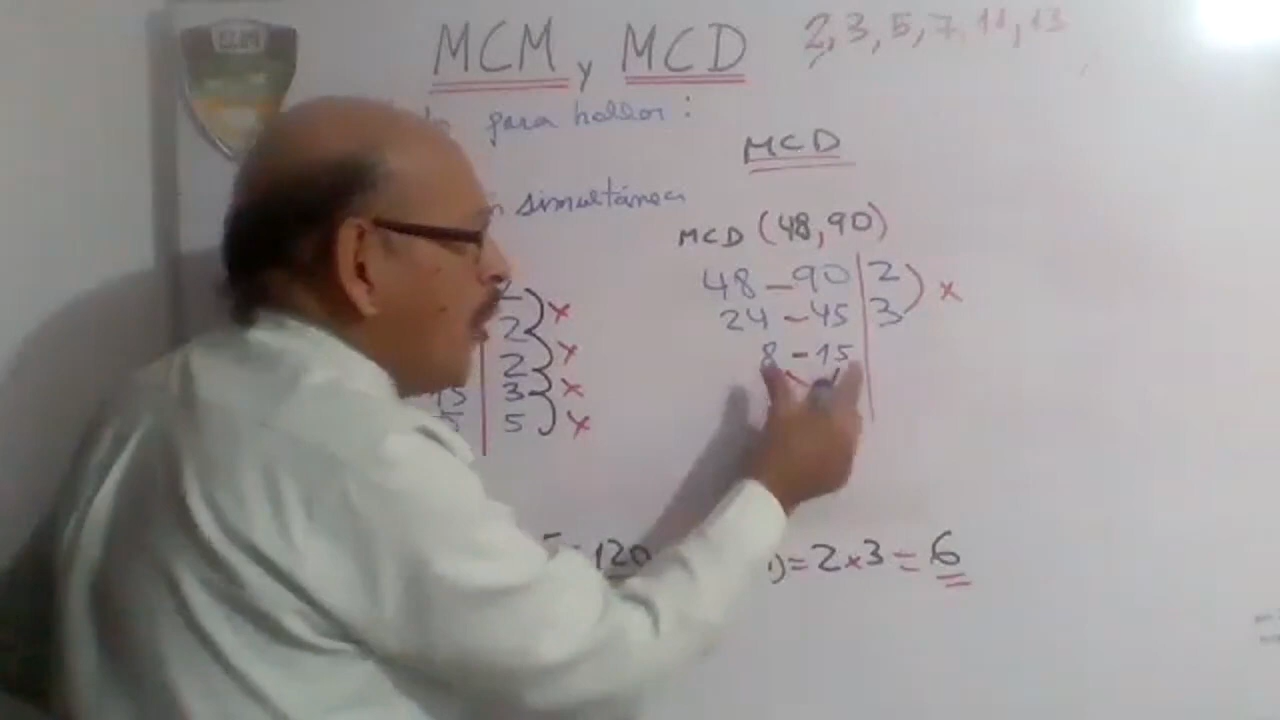 MCM y MCD
2, 3, 5, 7, 11, 13
para hallar:
simultánea
2
2 x
2 x
3 x
5 x
120
MCD
MCD (48, 90)
48 - 90 | 2
24 - 45 | 3 x
8 - 15
) = 2 x 3 = 6